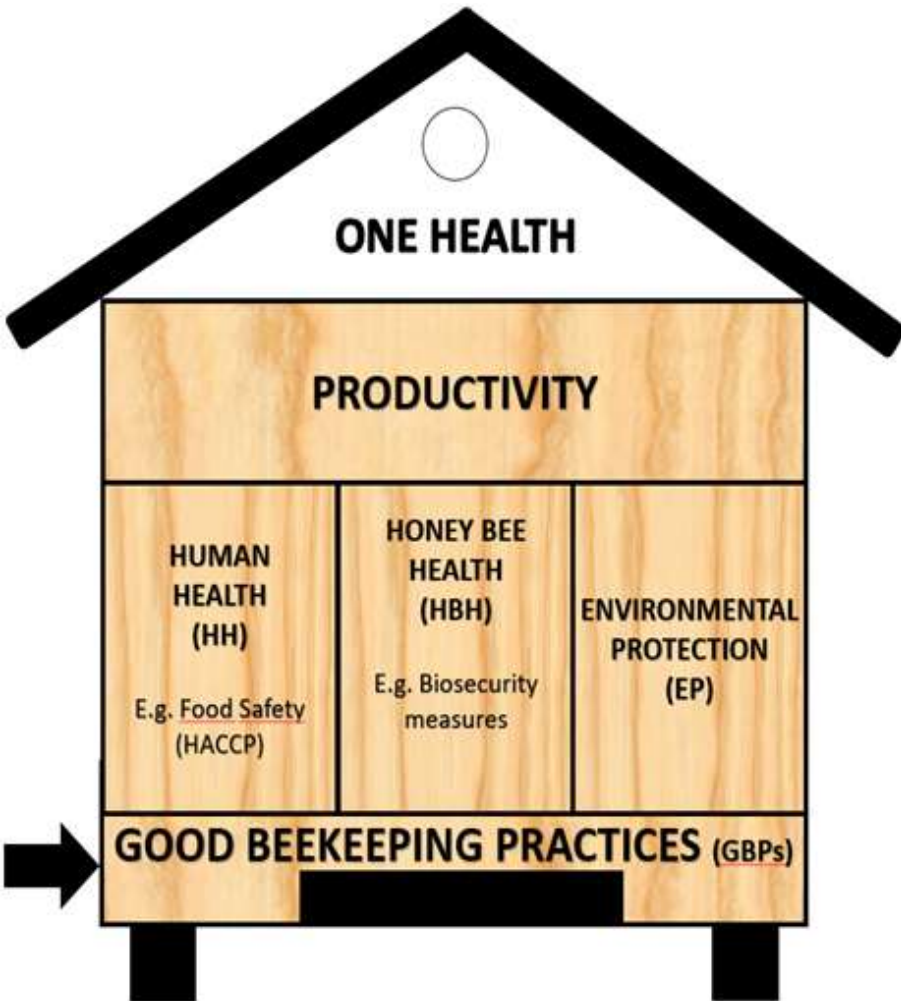 ONE HEALTH
PRODUCTIVITY
HUMAN
HEALTH
(HH)
E.g. Food Safety
(HACCP)
HONEY BEE
HEALTH
(HBH)
E.g. Biosecurity
measures
ENVIRONMENTAL
PROTECTION
(EP)
GOOD BEEKEEPING PRACTICES (GBPs)